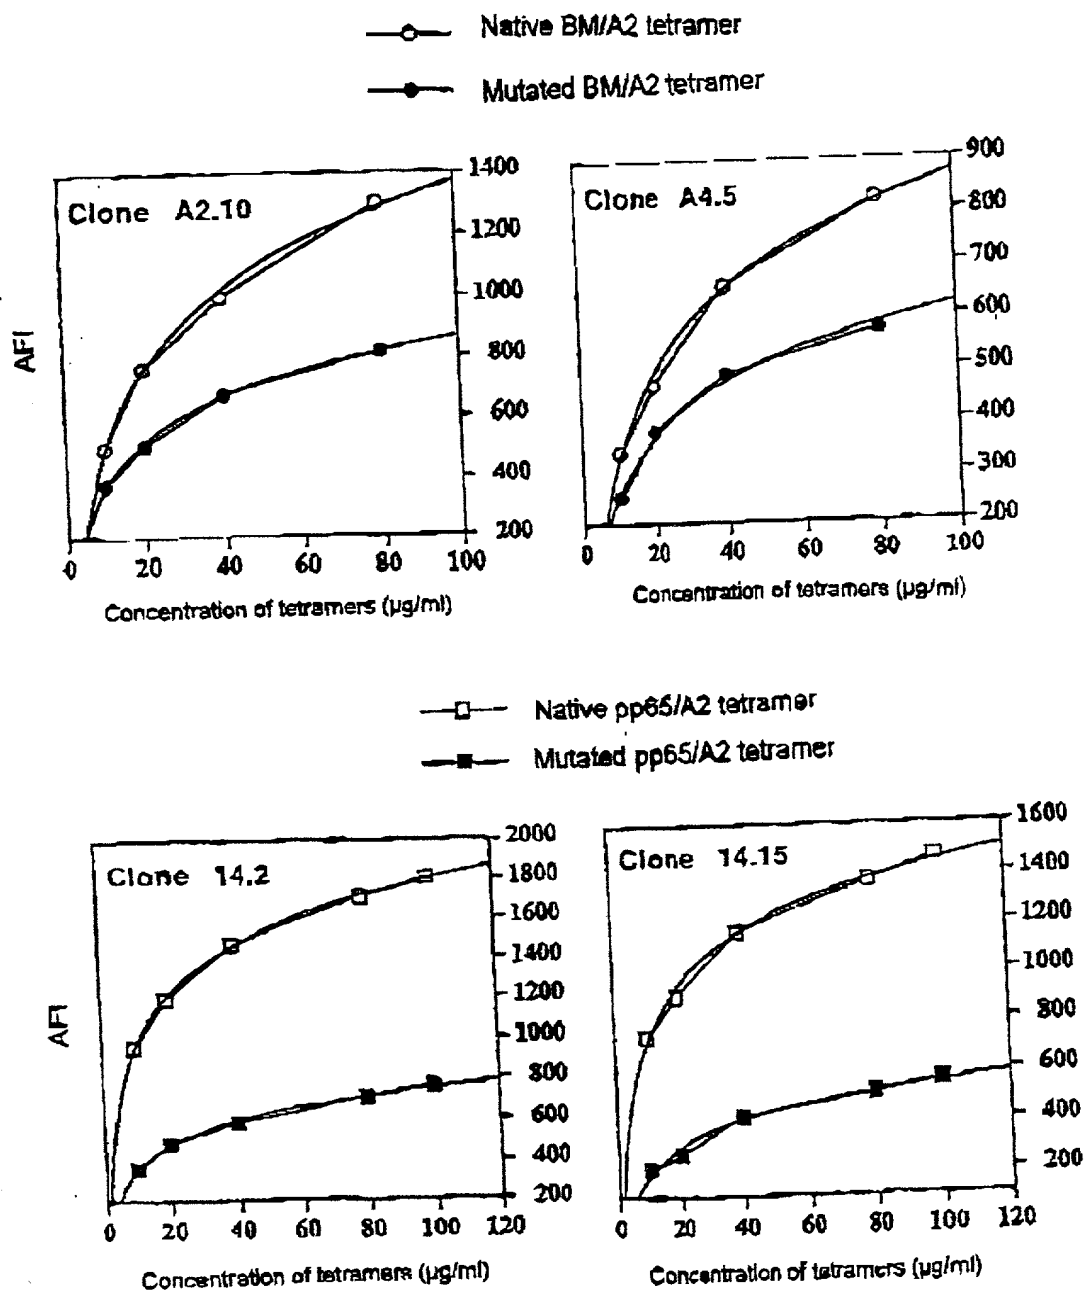 Native BM/A2 tetramer
Mutated BM/A2 tetramer
Clone A2.10
1400
1200
1000
800
600
400
200
AFI
0 20 40 60 80 100
Concentration of tetramers (µg/ml)
Clone A4.5
900
800
700
600
500
400
300
200
0 20 40 60 80 100
Concentration of tetramers (µg/ml)
Native pp65/A2 tetramer
Mutated pp65/A2 tetramer
Clone 14.2
2000
1800
1600
1400
1200
1000
800
600
400
200
AFI
0 20 40 60 80 100 120
Concentration of tetramers (µg/ml)
Clone 14.15
1600
1400
1200
1000
800
600
400
200
0 20 40 60 80 100 120
Concentration of tetramers (µg/ml)